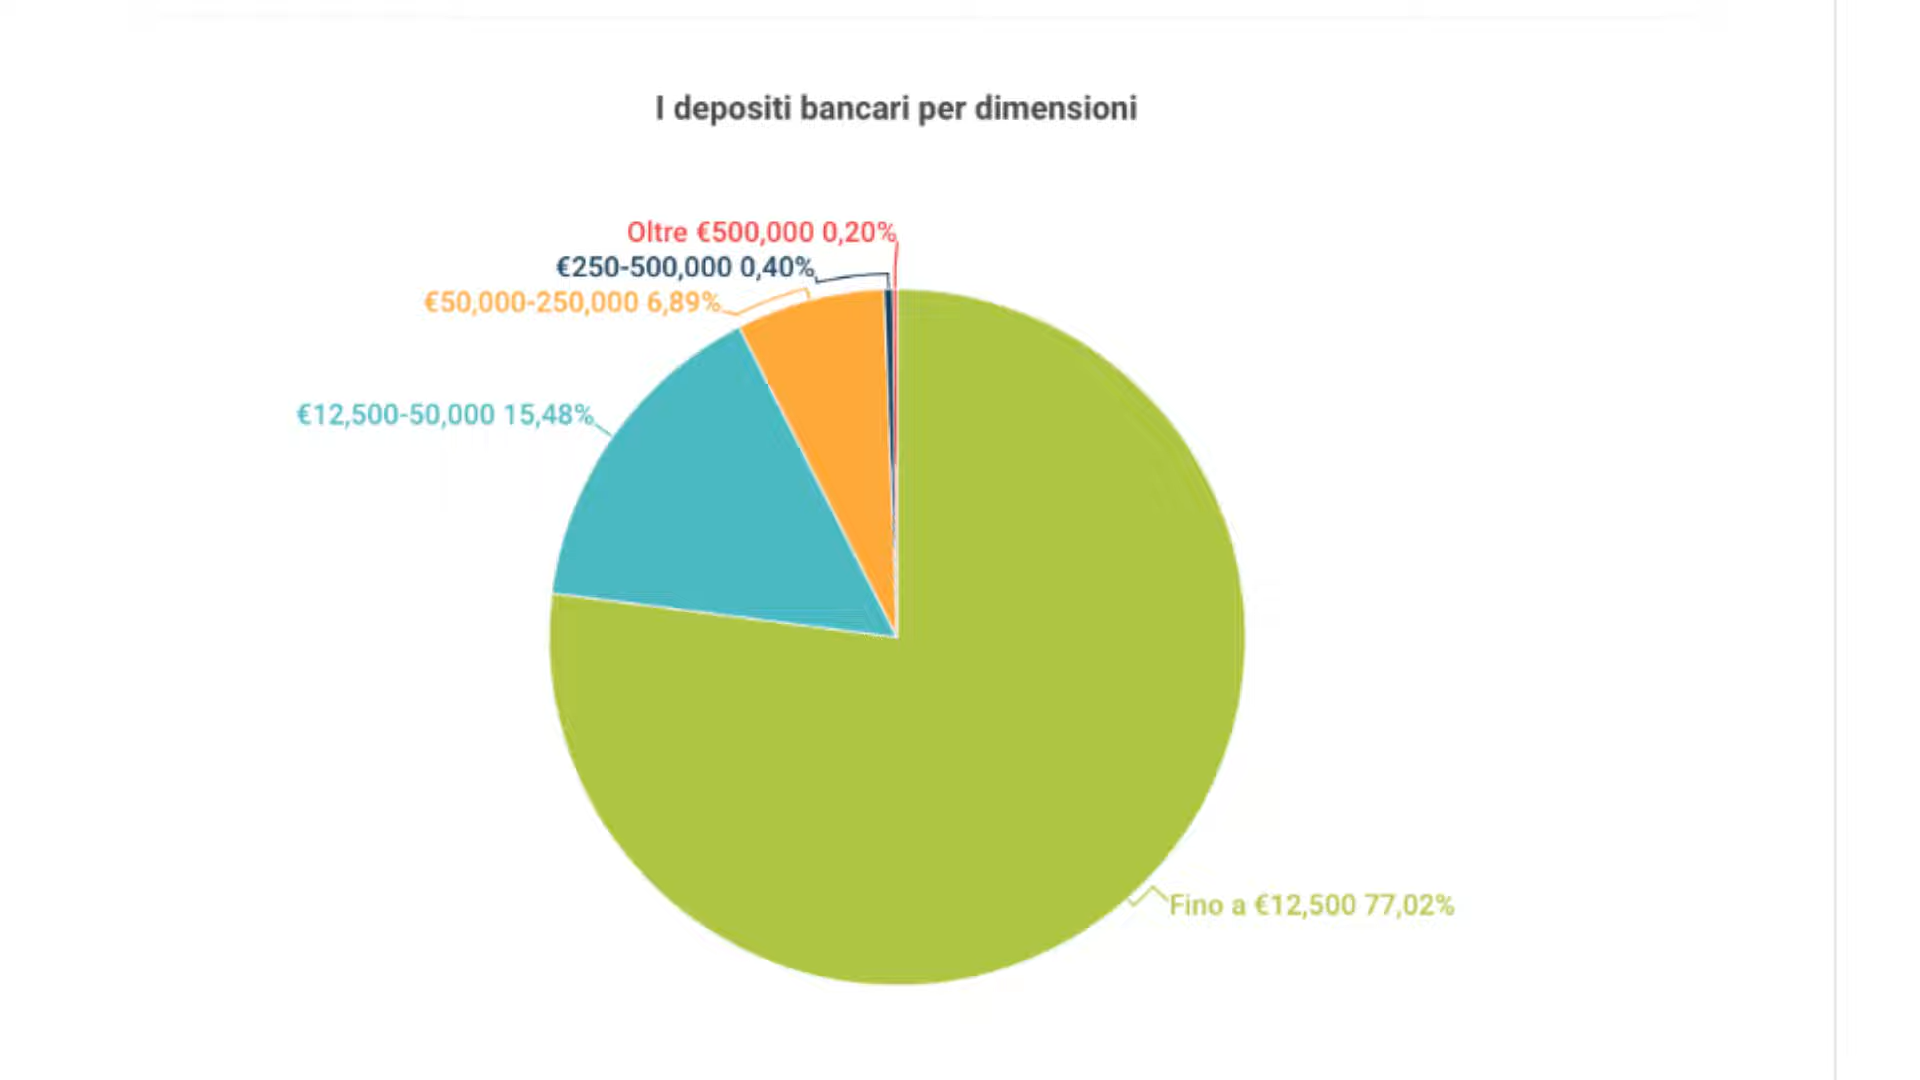 I depositi bancari per dimensioni
Oltre €500,000 0,20%
€250-500,000 0,40%
€50,000-250,000 6,89%
€12,500-50,000 15,48%
Fino a €12,500 77,02%